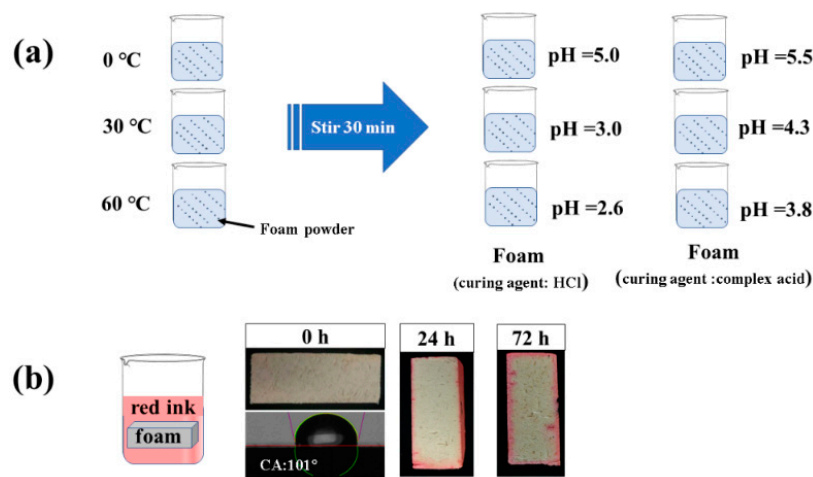 (a)
0 °C
30 °C
60 °C
Foam powder
Stir 30 min
pH =5.0
pH =3.0
pH =2.6
Foam
(curing agent: HCl)
pH =5.5
pH =4.3
pH =3.8
Foam
(curing agent :complex acid)
(b)
red ink
foam
0 h
CA:101°
24 h
72 h